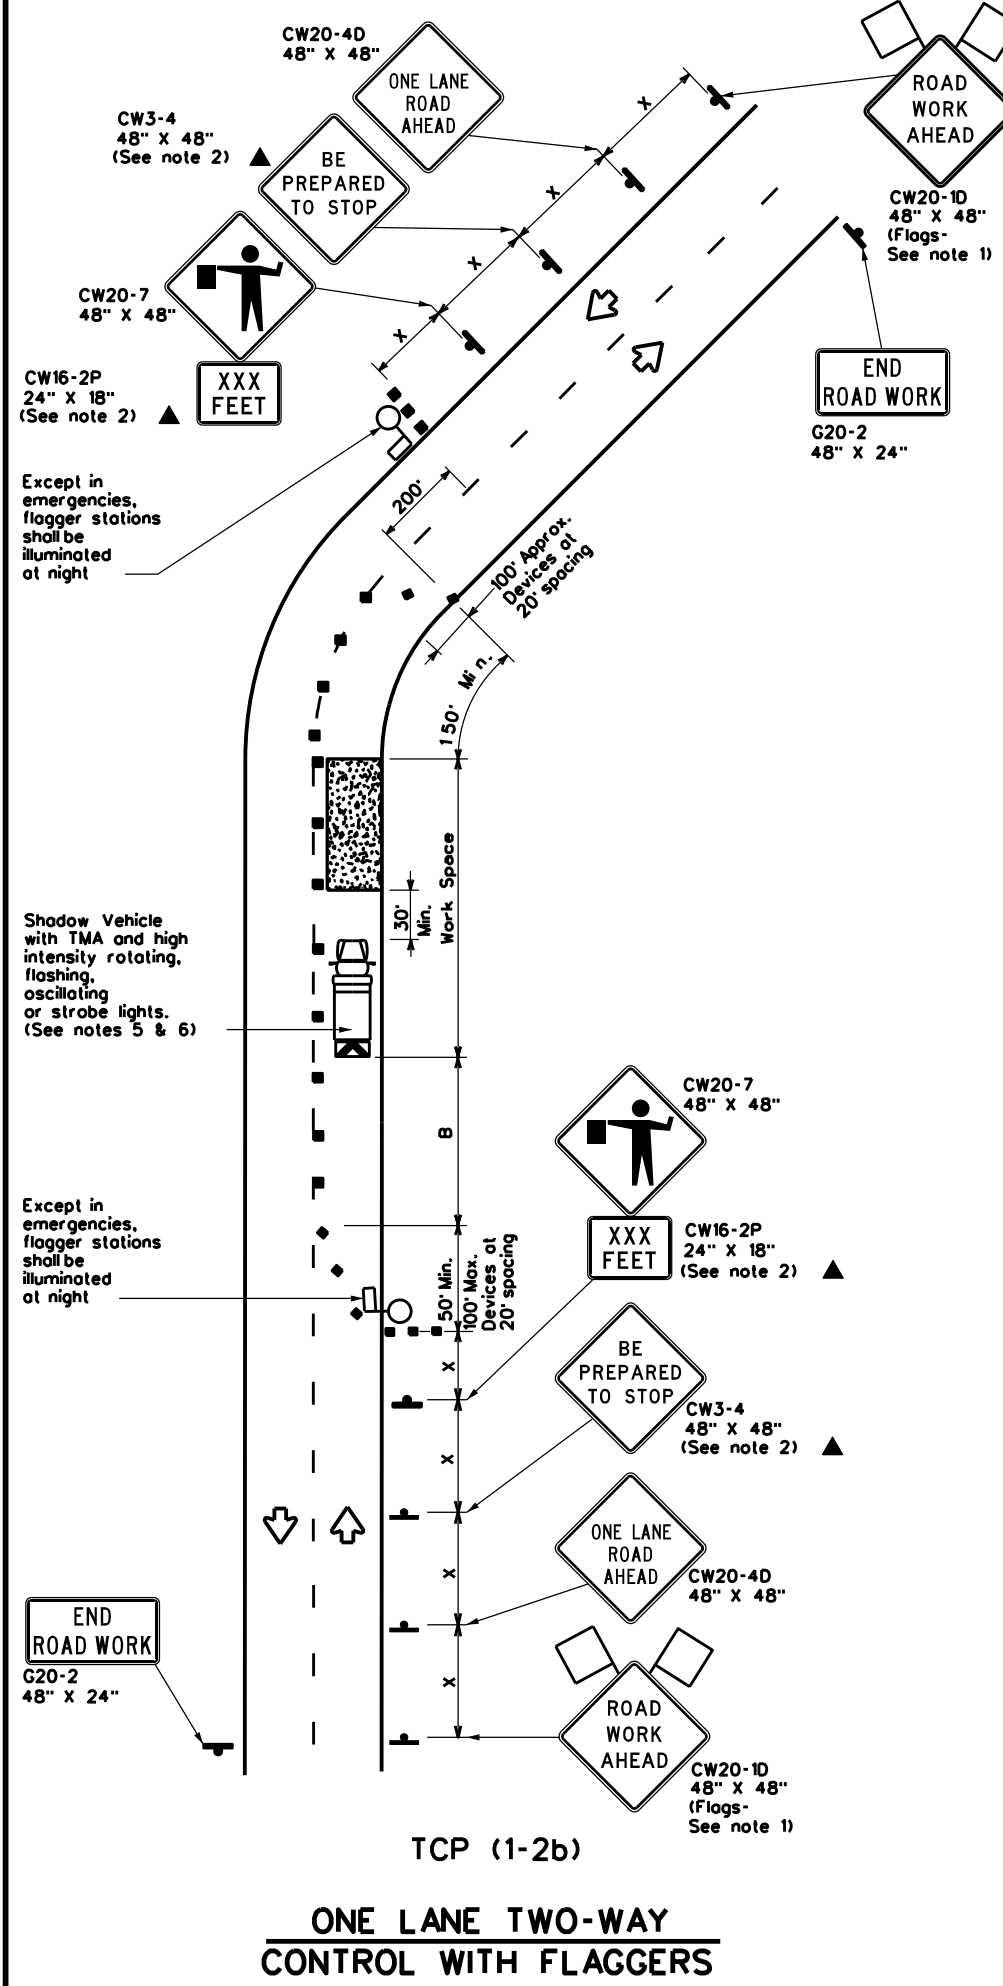 CW20-4D
48" X 48"
ONE LANE
ROAD
AHEAD
CW3-4
48" X 48"
(See note 2)
BE
PREPARED
TO STOP
CW20-7
48" X 48"
CW16-2P
24" X 18"
(See note 2)
XXX
FEET
X
X
X
X
ROAD
WORK
AHEAD
CW20-1D
48" X 48"
(Flags-
See note 1)
END
ROAD WORK
G20-2
48" X 24"
Except in
emergencies,
flagger stations
shall be
illuminated
at night
200'
100' Approx.
Devices at
20' spacing
150' Min.
Work Space
30'
Min.
Shadow Vehicle
with TMA and high
intensity rotating,
flashing,
oscillating
or strobe lights.
(See notes 5 & 6)
B
Except in
emergencies,
flagger stations
shall be
illuminated
at night
50' Min.
100' Max.
Devices at
20' spacing
CW20-7
48" X 48"
XXX
FEET
CW16-2P
24" X 18"
(See note 2)
X
BE
PREPARED
TO STOP
CW3-4
48" X 48"
(See note 2)
X
ONE LANE
ROAD
AHEAD
CW20-4D
48" X 48"
X
X
ROAD
WORK
AHEAD
CW20-1D
48" X 48"
(Flags-
See note 1)
END
ROAD WORK
G20-2
48" X 24"
TCP (1-2b)
ONE LANE TWO-WAY
CONTROL WITH FLAGGERS